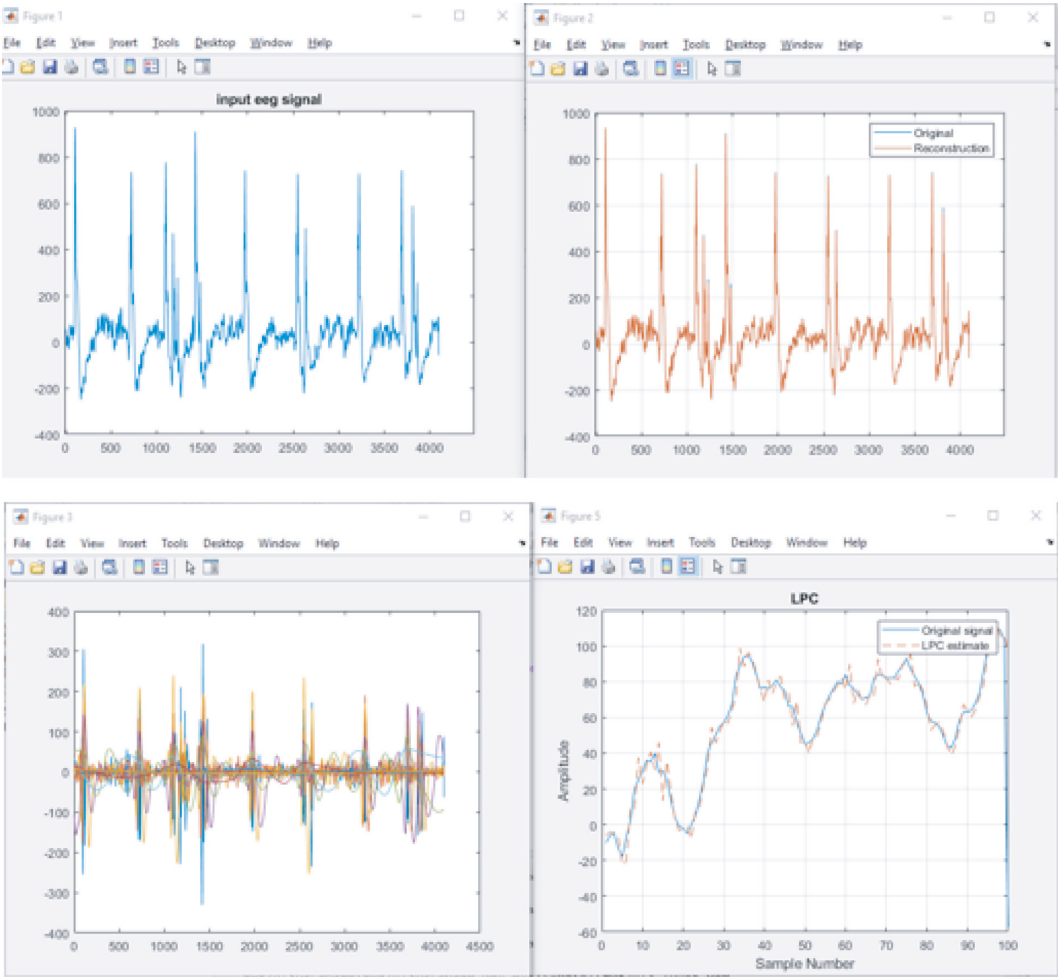 Figure 1
File Edit View Insert Tools Desktop Window Help
input eeg signal
1000
800
600
400
200
0
-200
-400
0 500 1000 1500 2000 2500 3000 3500 4000
Figure 2
File Edit View Insert Tools Desktop Window Help
Original
Reconstruction
1000
800
600
400
200
0
-200
-400
0 500 1000 1500 2000 2500 3000 3500 4000
Figure 3
File Edit View Insert Tools Desktop Window Help
400
300
200
100
0
-100
-200
-300
-400
0 500 1000 1500 2000 2500 3000 3500 4000 4500
Figure 5
File Edit View Insert Tools Desktop Window Help
LPC
Original signal
LPC estimate
120
100
80
60
40
20
0
-20
-40
-60
Amplitude
0 10 20 30 40 50 60 70 80 90 100
Sample Number